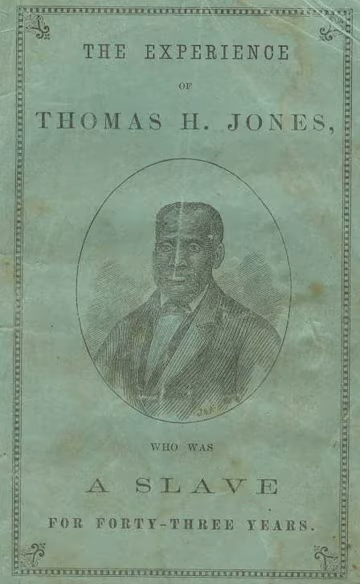 THE EXPERIENCE
OF
THOMAS H. JONES,
WHO WAS
A SLAVE
FOR FORTY-THREE YEARS.